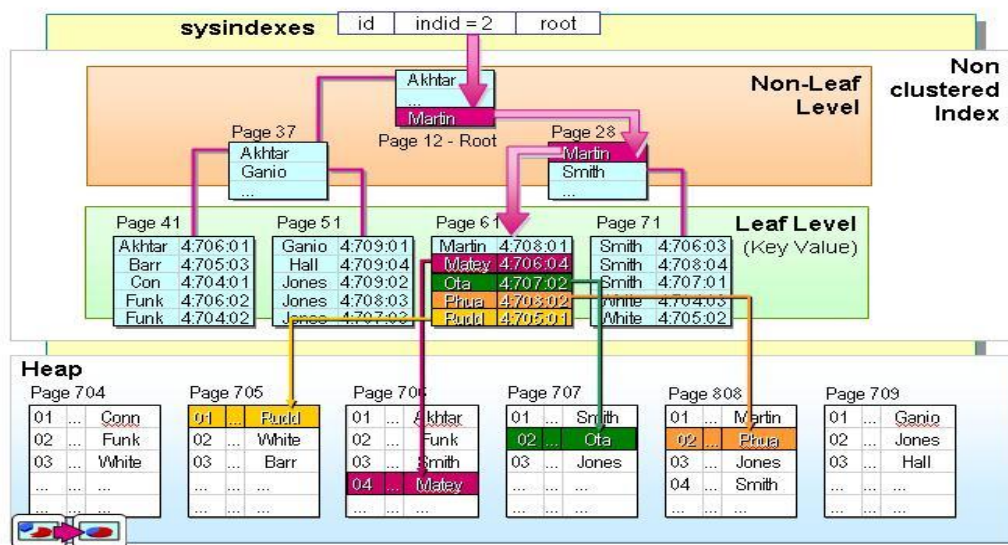 sysindexes id indid = 2 root
Non clustered Index
Non-Leaf Level
Akhtar
...
Martin
Page 12 - Root
Page 37
Akhtar
Ganio
...
Page 28
Martin
Smith
...
Leaf Level
(Key Value)
Page 41
Akhtar 4:706:01
Barr 4:705:03
Con 4:704:01
Funk 4:706:02
Funk 4:704:02
Page 51
Ganio 4:709:01
Hall 4:709:04
Jones 4:709:02
Jones 4:708:03
Jones 4:707:03
Page 61
Martin 4:708:01
Matey 4:706:04
Ota 4:707:02
Phua 4:708:02
Rudd 4:705:01
Page 71
Smith 4:706:03
Smith 4:708:04
Smith 4:707:01
White 4:704:03
White 4:705:02
Heap
Page 704
01 ... Conn
02 ... Funk
03 ... White
... ... ...
... ... ...
Page 705
01 ... Rudd
02 ... White
03 ... Barr
... ... ...
... ... ...
Page 706
01 ... Akhtar
02 ... Funk
03 ... Smith
04 ... Matey
... ... ...
Page 707
01 ... Smith
02 ... Ota
03 ... Jones
... ... ...
... ... ...
Page 808
01 ... Martin
02 ... Phua
03 ... Jones
04 ... Smith
... ... ...
Page 709
01 ... Ganio
02 ... Jones
03 ... Hall
... ... ...
... ... ...